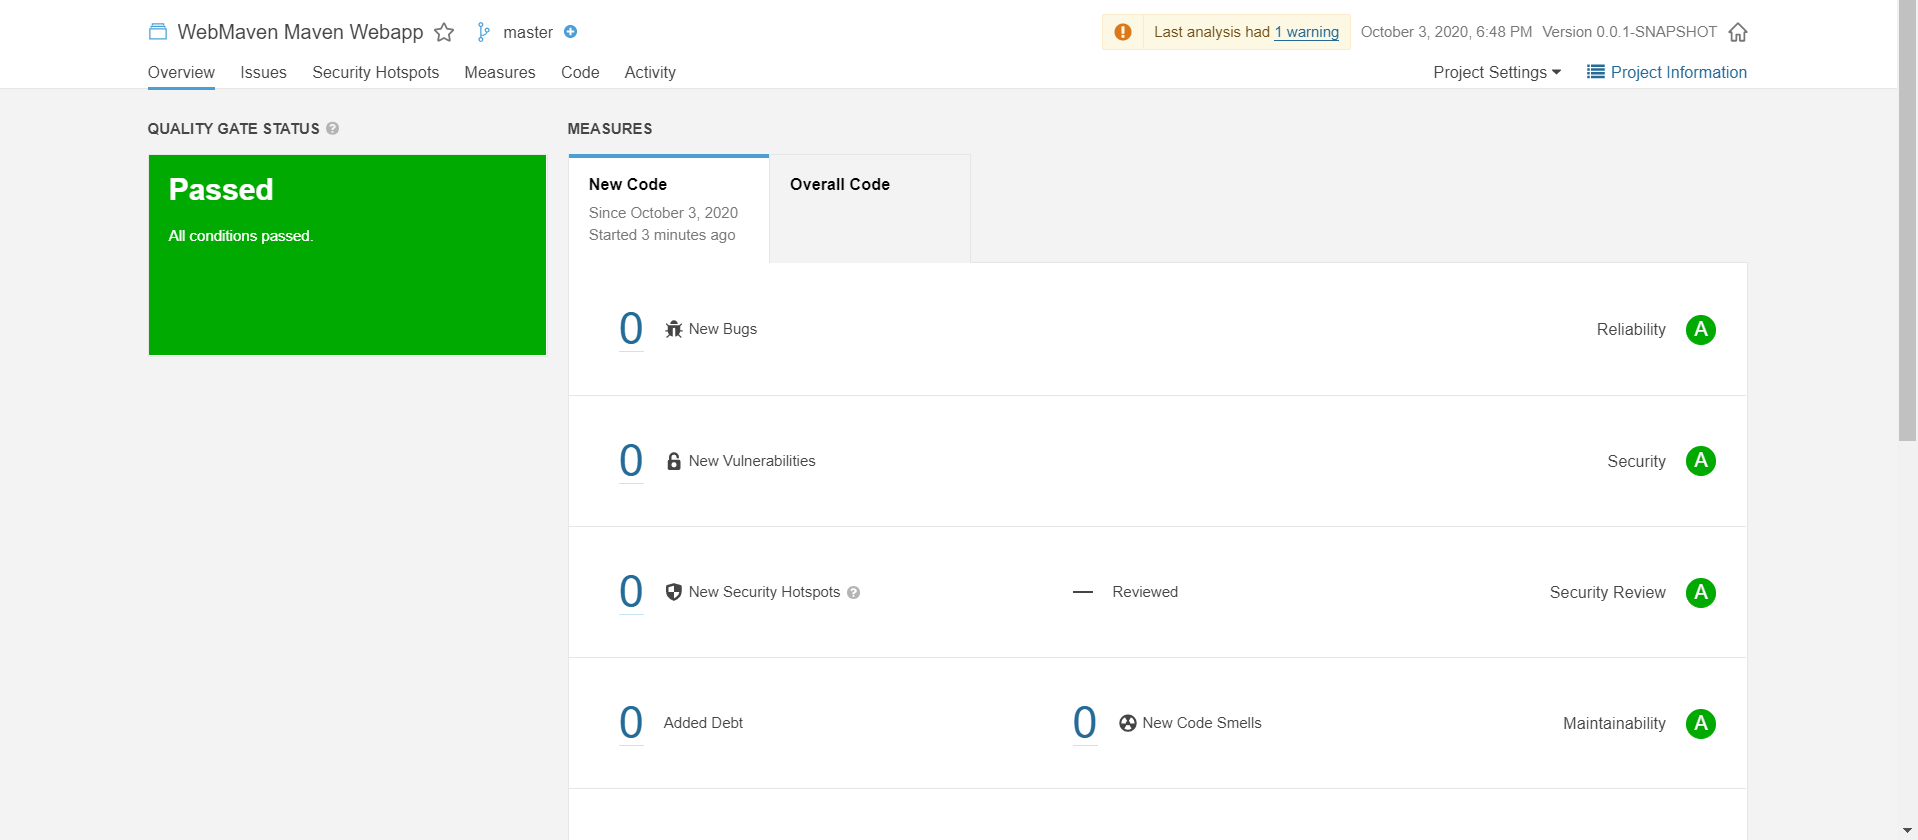 WebMaven Maven Webapp master
Last analysis had 1 warning October 3, 2020, 6:48 PM Version 0.0.1-SNAPSHOT
Overview Issues Security Hotspots Measures Code Activity
Project Settings Project Information
QUALITY GATE STATUS ?
Passed
All conditions passed.
MEASURES
New Code
Since October 3, 2020
Started 3 minutes ago
Overall Code
0 New Bugs Reliability A
0 New Vulnerabilities Security A
0 New Security Hotspots ? — Reviewed Security Review A
0 Added Debt 0 New Code Smells Maintainability A